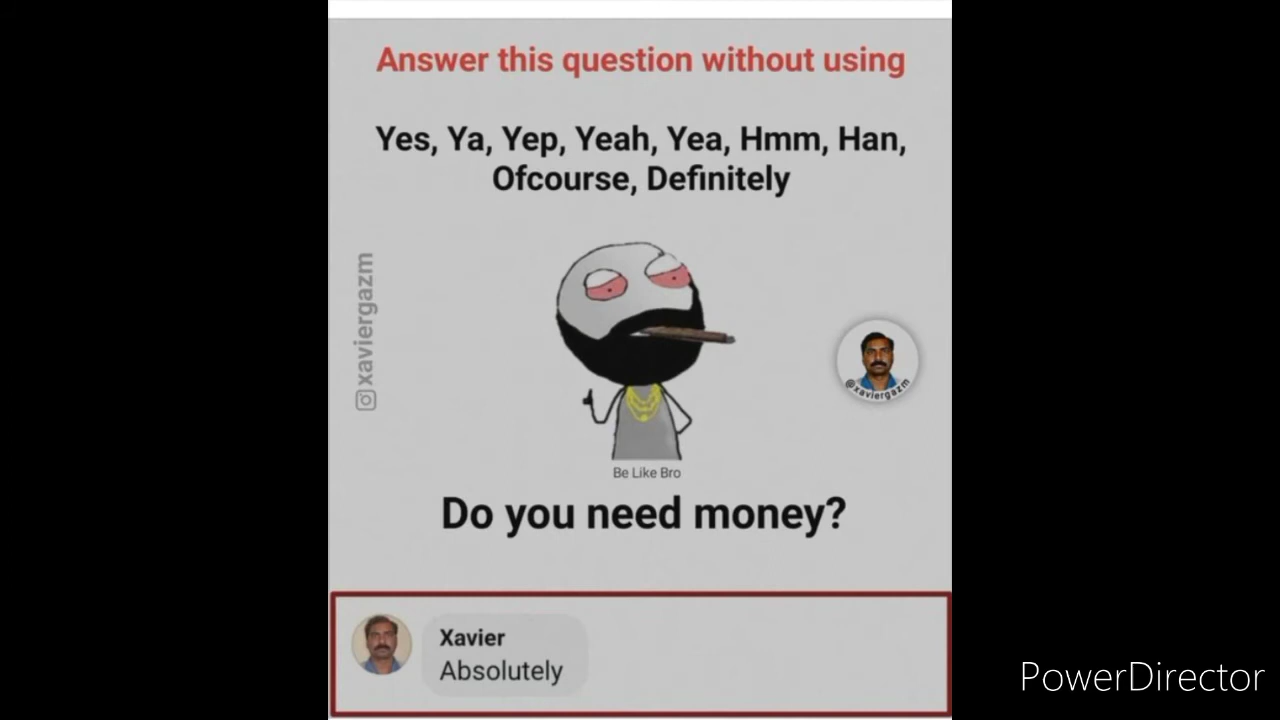 Answer this question without using
Yes, Ya, Yep, Yeah, Yea, Hmm, Han,
Ofcourse, Definitely
@xaviergazm
xaviergazm
Be Like Bro
Do you need money?
Xavier
Absolutely
PowerDirector